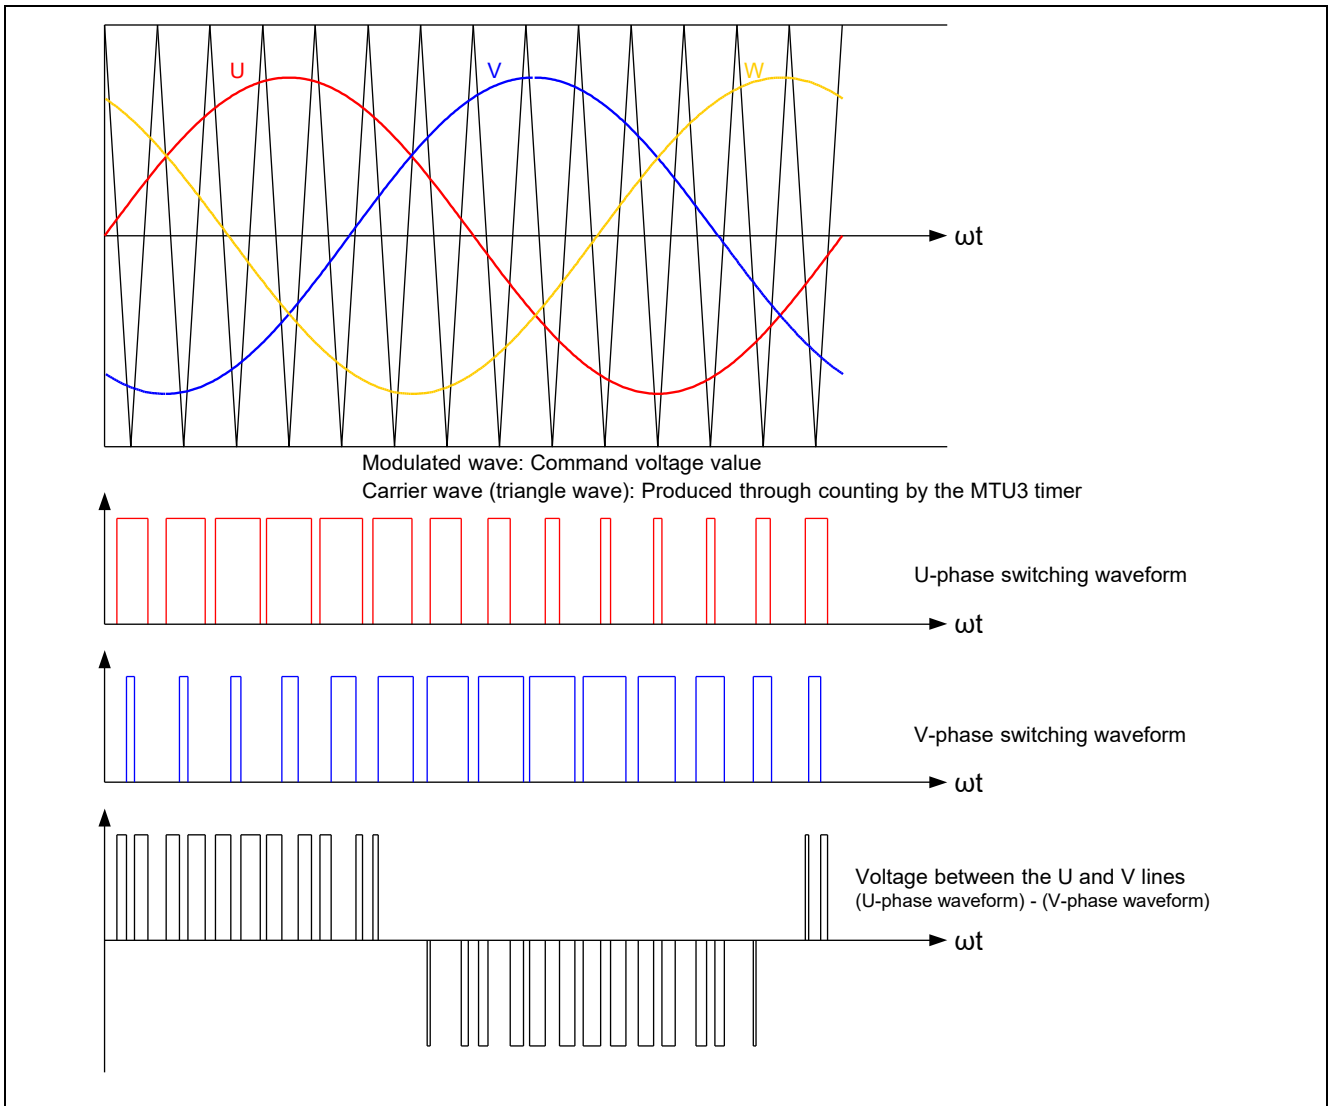 U
V
W
ωt
Modulated wave: Command voltage value
Carrier wave (triangle wave): Produced through counting by the MTU3 timer
U-phase switching waveform
ωt
V-phase switching waveform
ωt
Voltage between the U and V lines
(U-phase waveform) - (V-phase waveform)
ωt